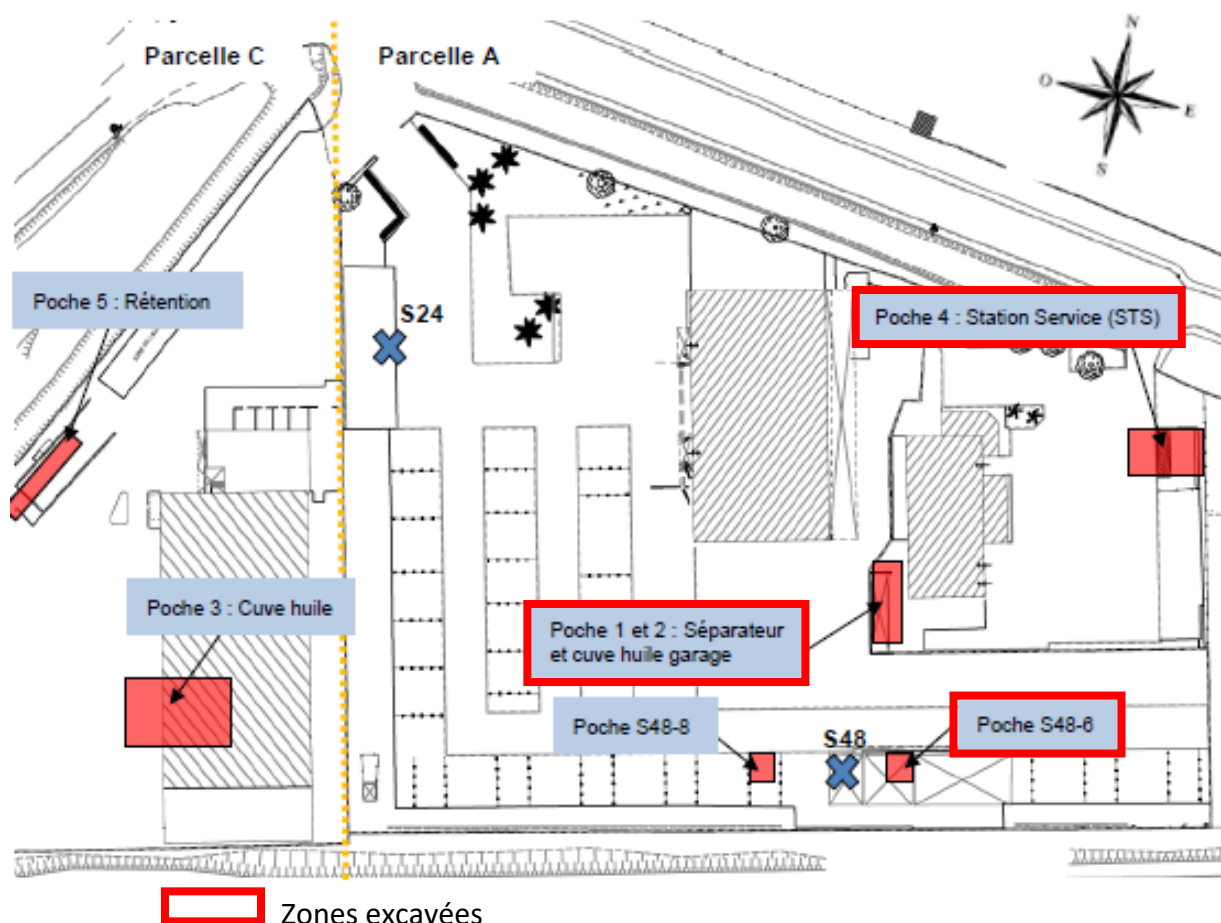 Parcelle C
Parcelle A
N
O
E
S
Poche 5 : Rétention
S24
Poche 4 : Station Service (STS)
Poche 3 : Cuve huile
Poche 1 et 2 : Séparateur
et cuve huile garage
Poche S48-8
S48
Poche S48-6
Zones excavées